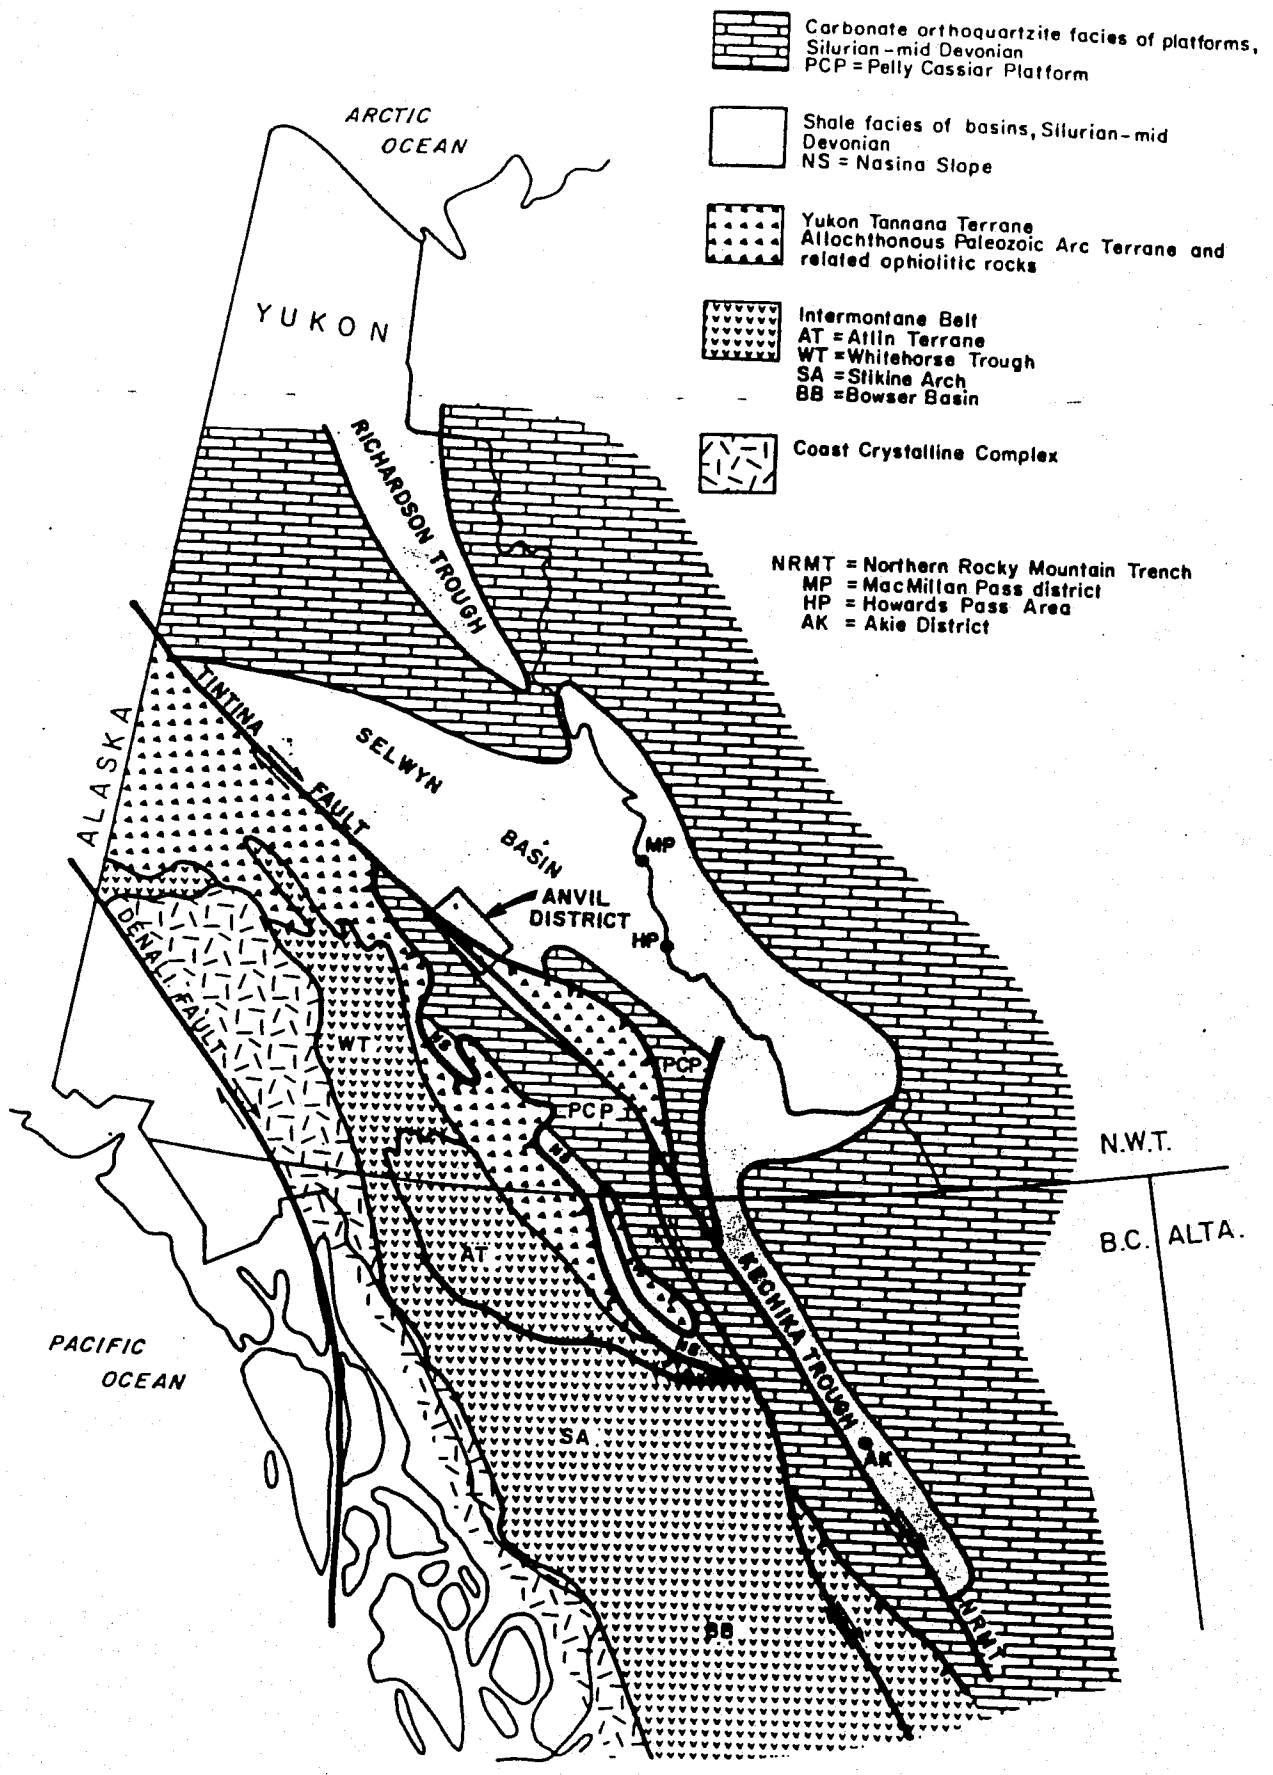 Carbonate orthoquartzite facies of platforms,
Silurian-mid Devonian
PCP = Pelly Cassiar Platform
Shale facies of basins, Silurian-mid
Devonian
NS = Nasina Slope
Yukon Tannana Terrane
Allochthonous Paleozoic Arc Terrane and
related ophiolitic rocks
Intermontane Belt
AT = Atlin Terrane
WT = Whitehorse Trough
SA = Stikine Arch
BB = Bowser Basin
Coast Crystalline Complex
NRMT = Northern Rocky Mountain Trench
MP = MacMillan Pass district
HP = Howards Pass Area
AK = Akie District
ARCTIC
OCEAN
YUKON
RICHARDSON TROUGH
TINTINA
FAULT
ALASKA
SELWYN
BASIN
MP
ANVIL
DISTRICT
HP
DENALI FAULT
WT
NS
PCP
PCP
NS
N.W.T.
B.C.
ALTA.
AT
KECHIKA TROUGH
NS
PACIFIC
OCEAN
SA
AK
BB
NRMT